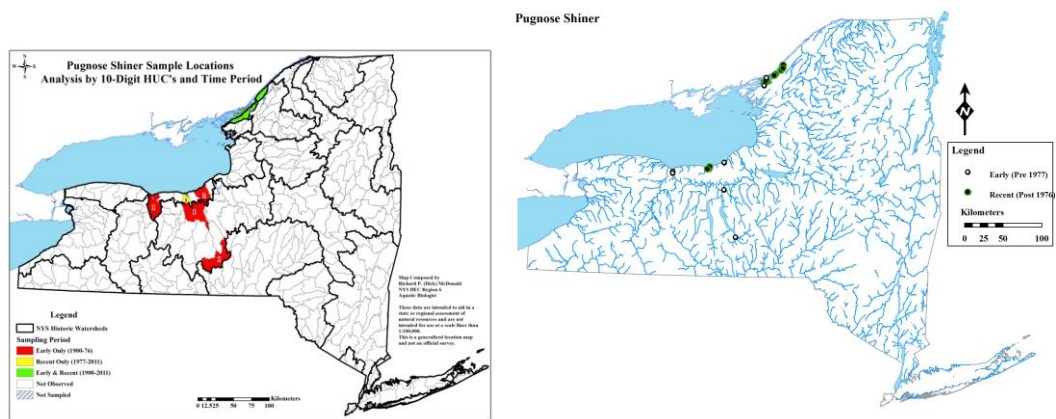 Pugnose Shiner Sample Locations
Analysis by 10-Digit HUC's and Time Period
N
W
E
S
Map Composed by
Richard P. (Dick) McDonald
NYS DEC Region 6
Aquatic Biologist
These data are intended to aid in a
state or regional assessment of
natural resources and are not
intended for use at a scale finer than
1:100,000.
This is a generalized location map
and not an official survey.
Legend
NYS Historic Watersheds
Sampling Period
Early Only (1900-76)
Recent Only (1977-2011)
Early & Recent (1900-2011)
Not Observed
Not Sampled
Kilometers
0 12.5 25 50 75 100
Pugnose Shiner
N
Legend
Early (Pre 1977)
Recent (Post 1976)
Kilometers
0 25 50 100